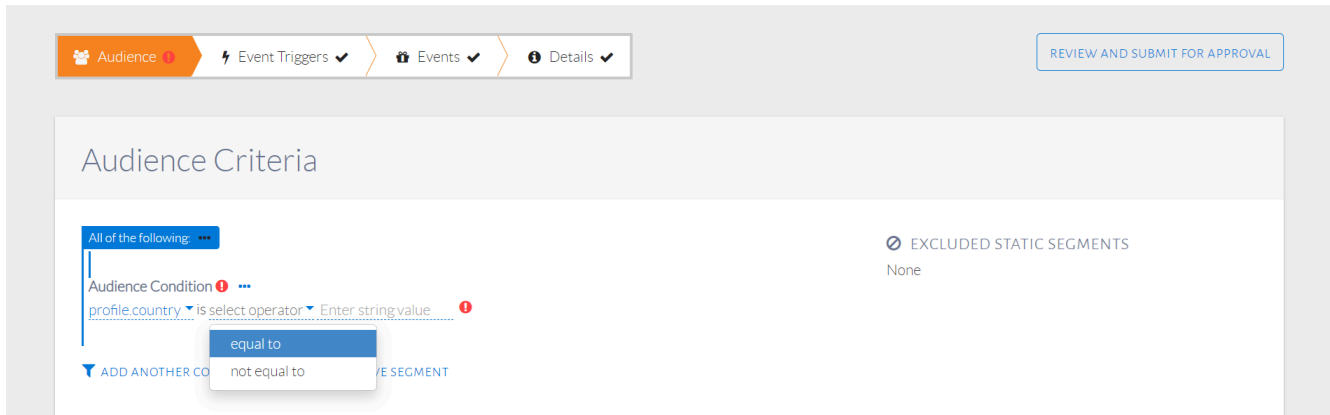 Audience
Event Triggers
Events
Details
REVIEW AND SUBMIT FOR APPROVAL
Audience Criteria
All of the following:
EXCLUDED STATIC SEGMENTS
None
Audience Condition
profile.country is select operator Enter string value
equal to
not equal to
ADD ANOTHER CO
E SEGMENT